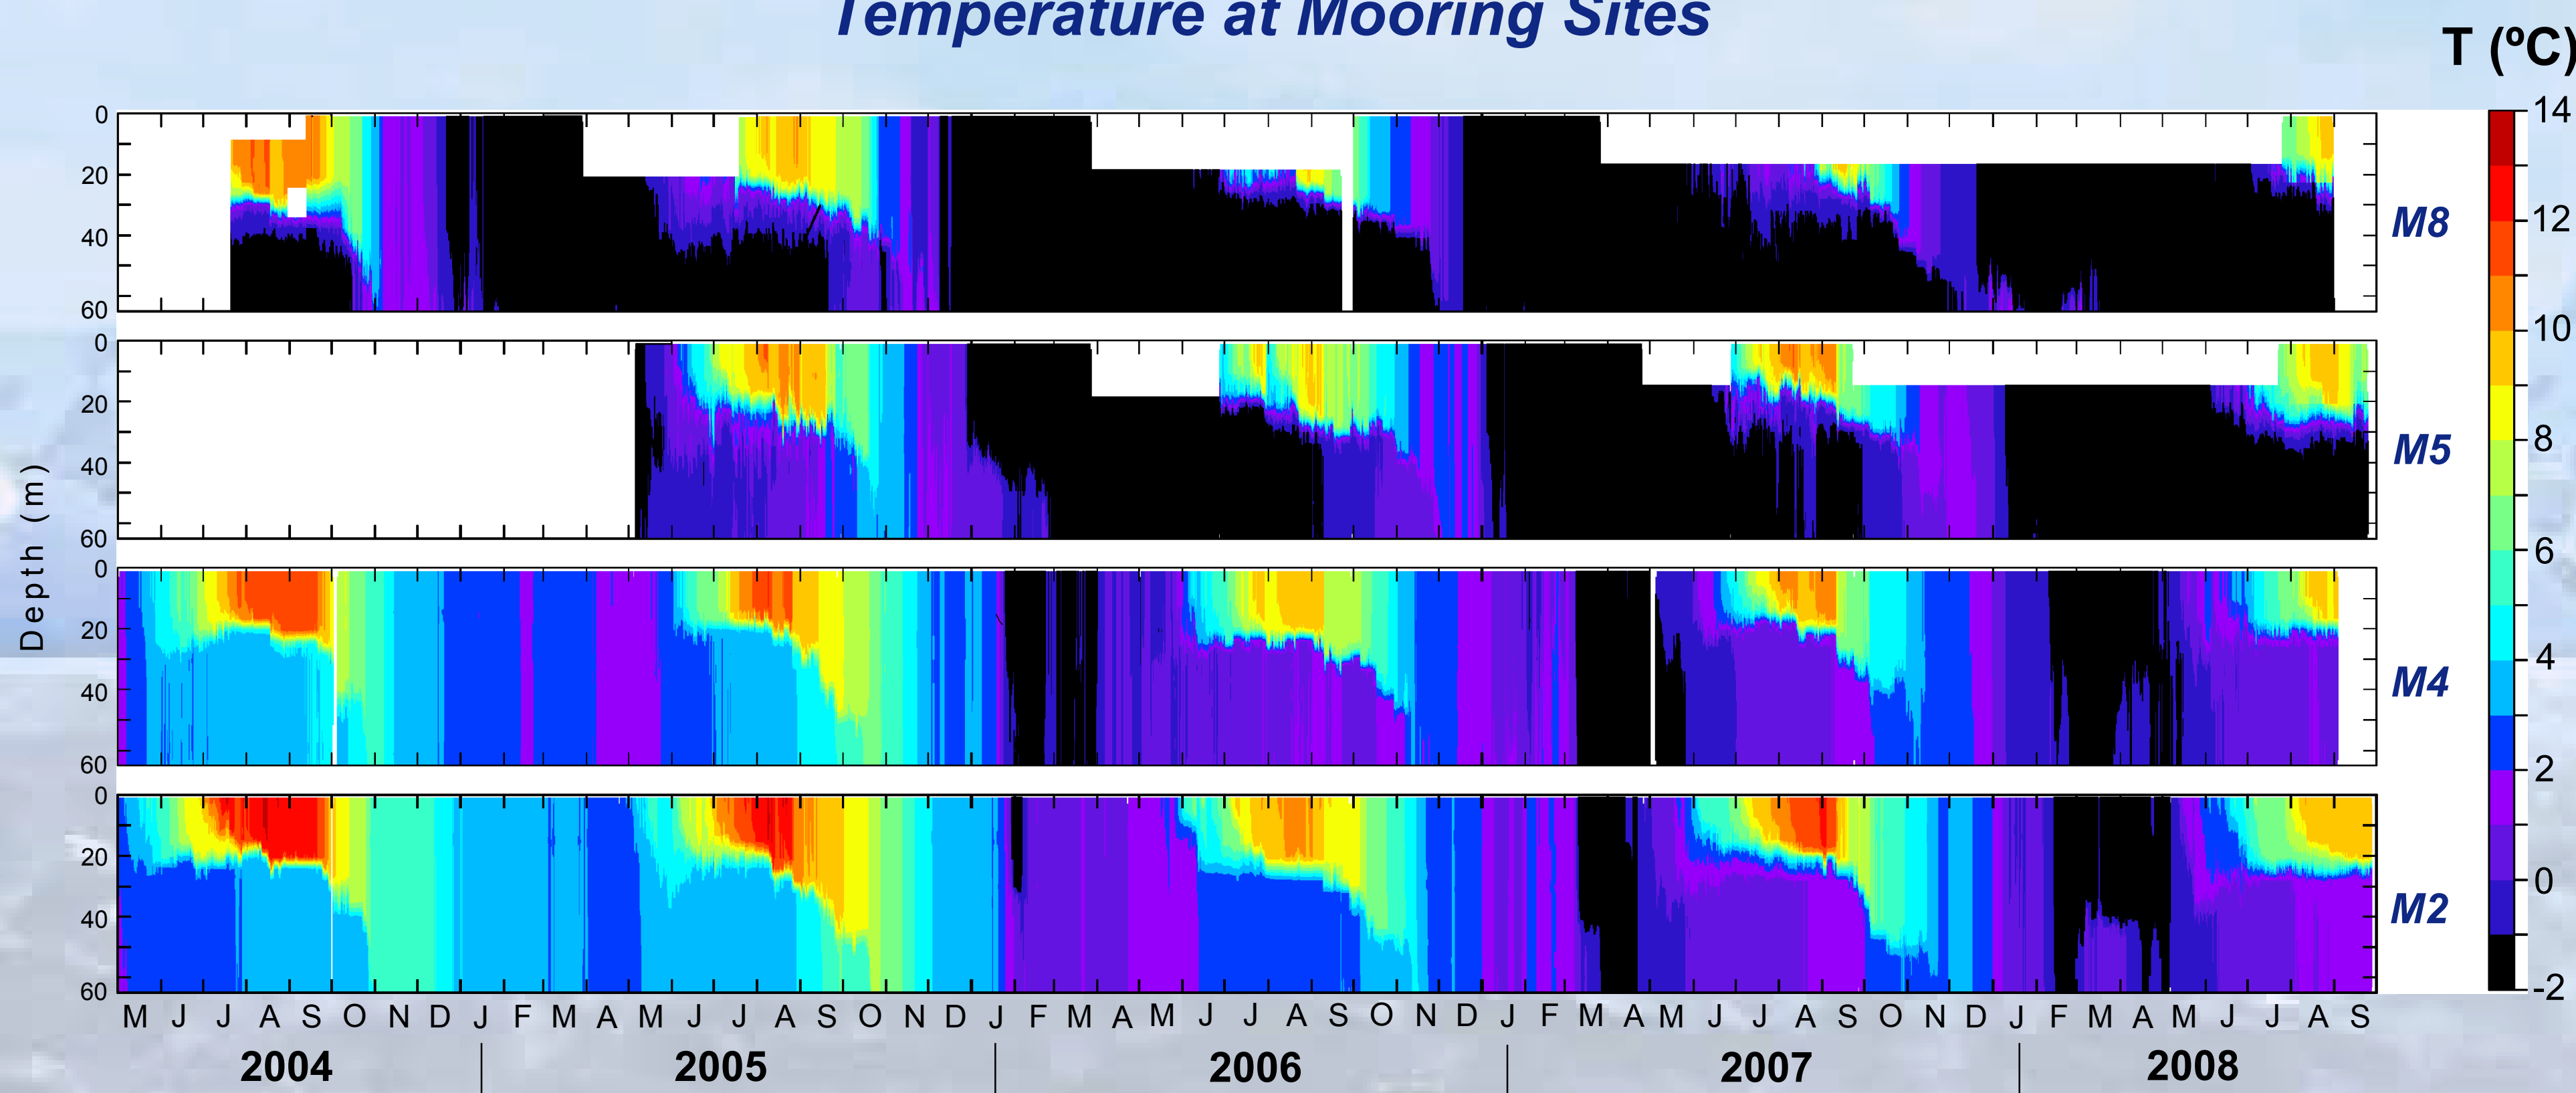 Temperature at Mooring Sites
T (ºC)
0
20
40
60
M8
0
20
40
60
M5
0
20
40
60
M4
0
20
40
60
M2
Depth (m)
14
12
10
8
6
4
2
0
-2
M J J A S O N D J F M A M J J A S O N D J F M A M J J A S O N D J F M A M J J A S O N D J F M A M J J A S
2004 2005 2006 2007 2008